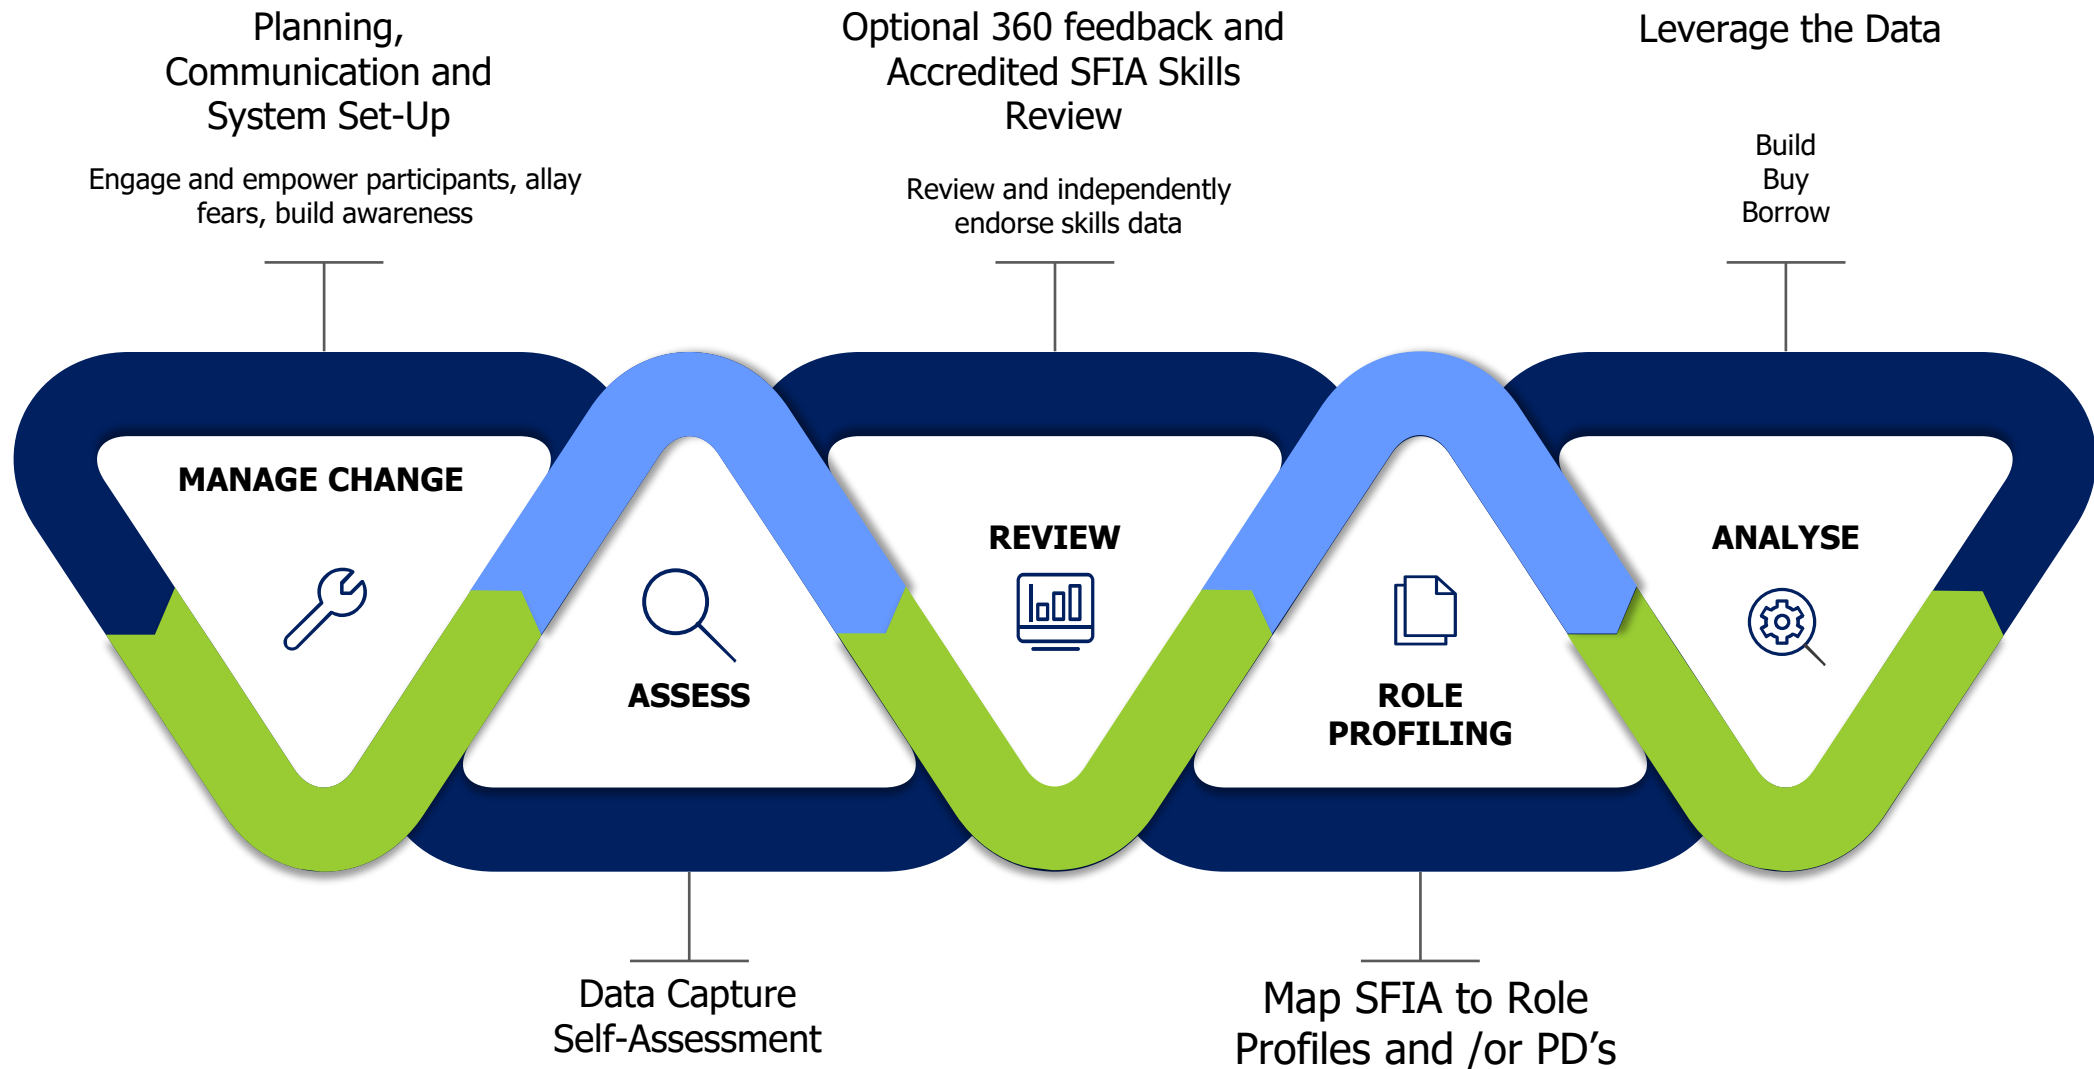 Planning,
Communication and
System Set-Up
Engage and empower participants, allay
fears, build awareness
Optional 360 feedback and
Accredited SFIA Skills
Review
Review and independently
endorse skills data
Leverage the Data
Build
Buy
Borrow
MANAGE CHANGE
ASSESS
REVIEW
ROLE
PROFILING
ANALYSE
Data Capture
Self-Assessment
Map SFIA to Role
Profiles and /or PD’s